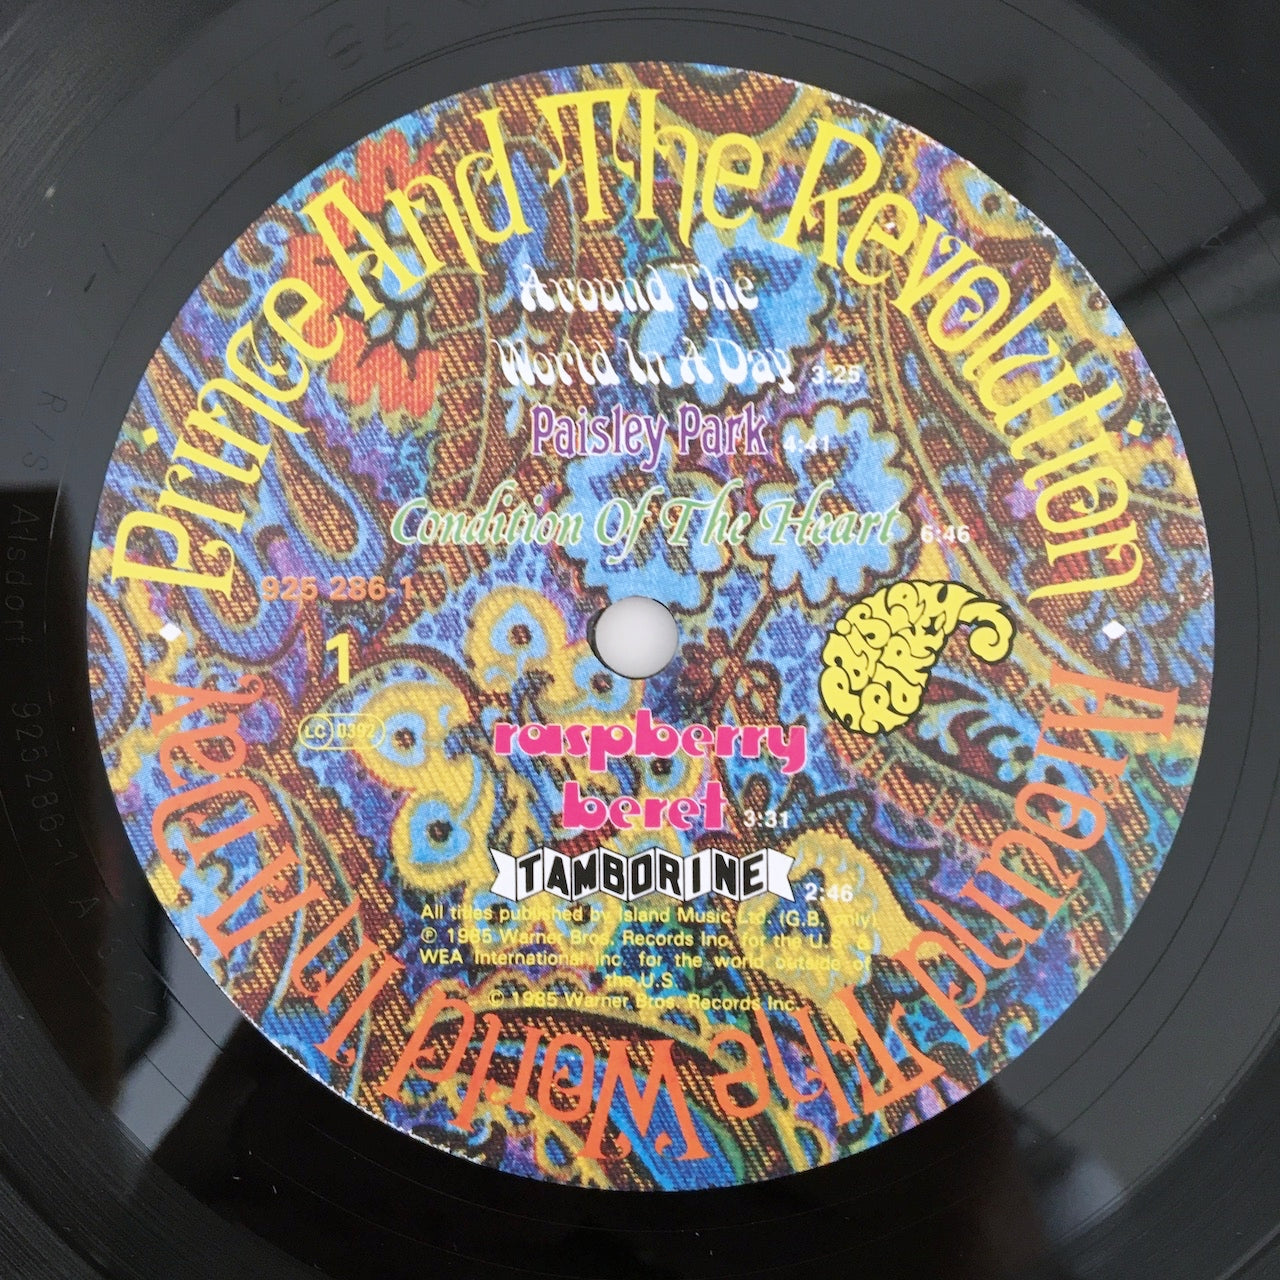 Prince And The Revolution
Around The
World In A Day 3:25
Paisley Park 4:41
Condition Of The Heart 6:46
925 286-1
1
LC 0392
PAISLEY
PARK
raspberry
beret 3:31
TAMBORINE 2:46
All titles published by Island Music Ltd. (G.B. only)
℗ 1985 Warner Bros. Records Inc. for the U.S. &
WEA International Inc. for the world outside of
the U.S.
© 1985 Warner Bros. Records Inc.
Around The World In A Day
R/S Alsdorf 925286-1 A